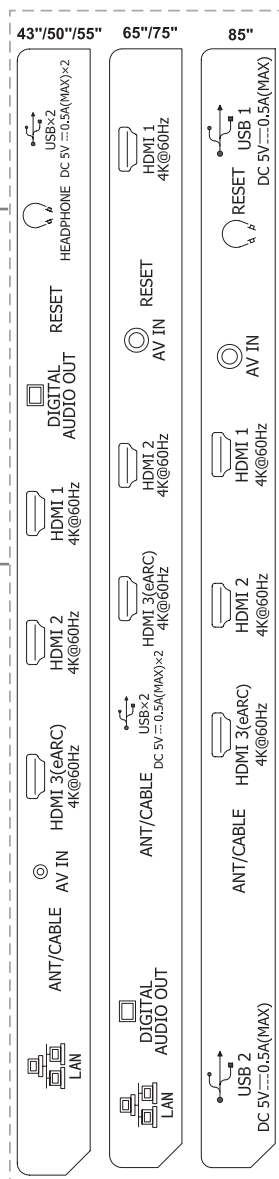 43"/50"/55"
USB×2
DC 5V⎓0.5A(MAX)×2
HEADPHONE
RESET
DIGITAL
AUDIO OUT
HDMI 1
4K@60Hz
HDMI 2
4K@60Hz
HDMI 3(eARC)
4K@60Hz
AV IN
ANT/CABLE
LAN
65"/75"
HDMI 1
4K@60Hz
RESET
AV IN
HDMI 2
4K@60Hz
HDMI 3(eARC)
4K@60Hz
USB×2
DC 5V⎓0.5A(MAX)×2
ANT/CABLE
DIGITAL
AUDIO OUT
LAN
85"
USB 1
DC 5V⎓0.5A(MAX)
RESET
AV IN
HDMI 1
4K@60Hz
HDMI 2
4K@60Hz
HDMI 3(eARC)
4K@60Hz
ANT/CABLE
USB 2
DC 5V⎓0.5A(MAX)